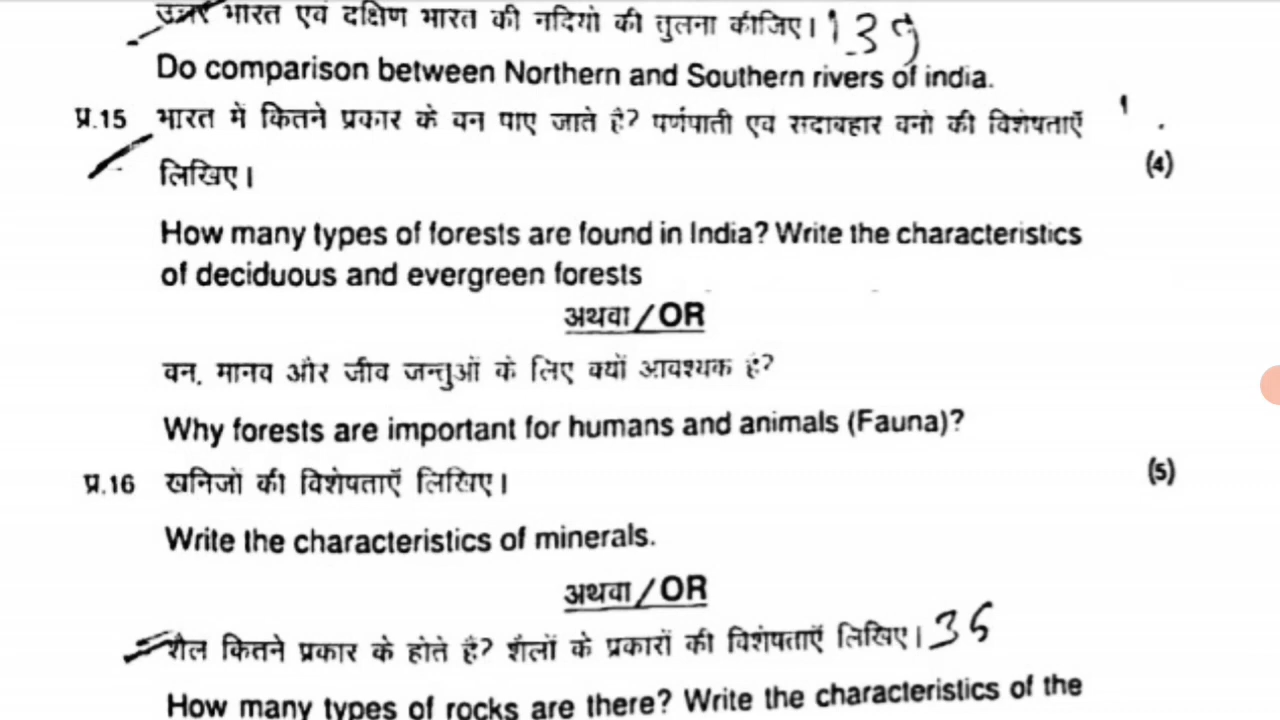 उत्तर भारत एवं दक्षिण भारत की नदियों की तुलना कीजिए। 139
Do comparison between Northern and Southern rivers of india.
प्र.15 भारत में कितने प्रकार के वन पाए जाते है? पर्णपाती एवं सदाबहार वनों की विशेषताऍं
लिखिए। (4)
How many types of forests are found in India? Write the characteristics
of deciduous and evergreen forests
अथवा / OR
वन, मानव और जीव जन्तुओं के लिए क्यों आवश्यक है?
Why forests are important for humans and animals (Fauna)?
प्र.16 खनिजों की विशेषताऍं लिखिए। (5)
Write the characteristics of minerals.
अथवा / OR
शैल कितने प्रकार के होते है? शैलों के प्रकारों की विशेषताऍं लिखिए। 36
How many types of rocks are there? Write the characteristics of the